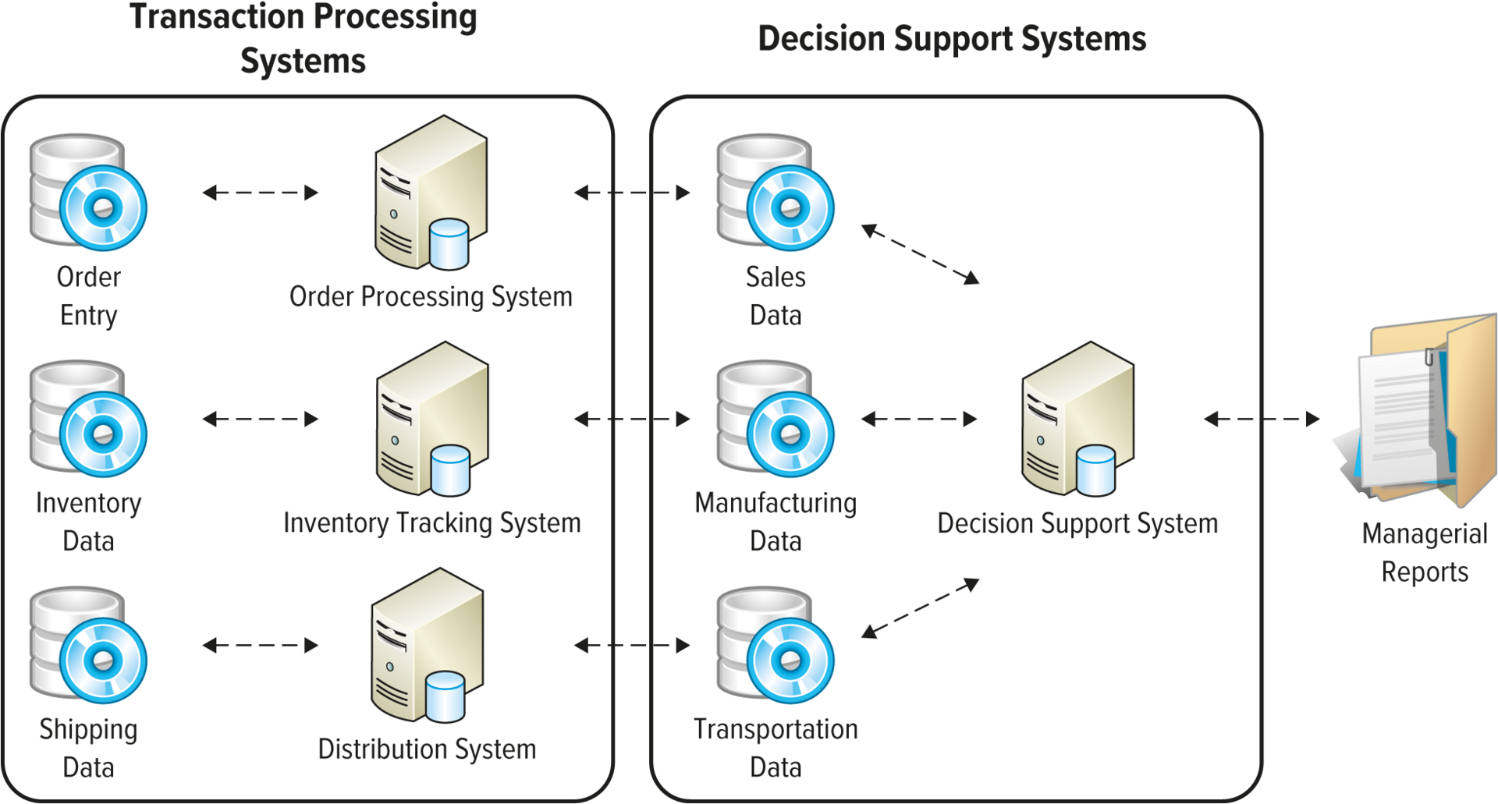 Transaction Processing
Systems
Decision Support Systems
Order
Entry
Order Processing System
Sales
Data
Inventory
Data
Inventory Tracking System
Manufacturing
Data
Decision Support System
Managerial
Reports
Shipping
Data
Distribution System
Transportation
Data